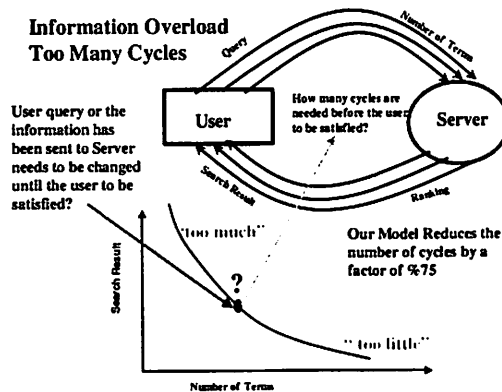 Information Overload
Too Many Cycles
Query
Number of Terms
User query or the
information has
been sent to Server
needs to be changed
until the user to be
satisfied?
User
How many cycles are
needed before the user
to be satisfied?
Server
Search Result
Ranking
Our Model Reduces the
number of cycles by a
factor of %75
"too much"
?
Search Result
"too little"
Number of Terms